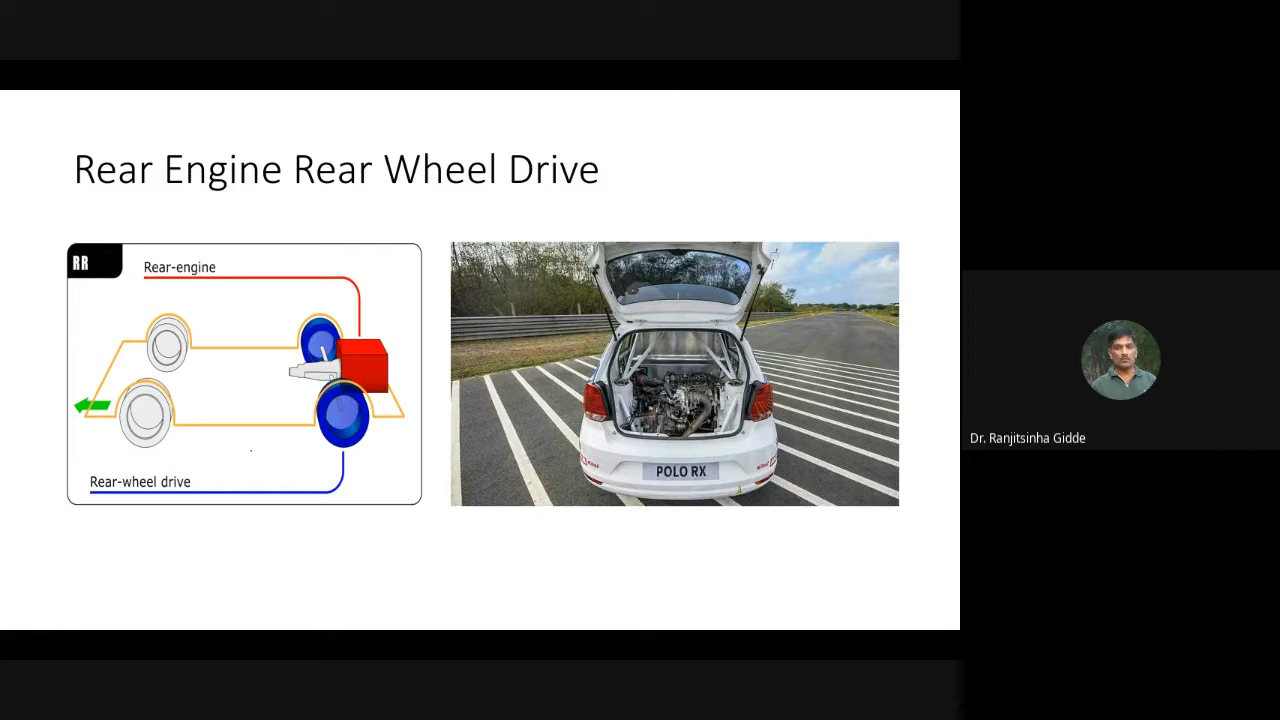 Rear Engine Rear Wheel Drive
RR
Rear-engine
Rear-wheel drive
POLO RX
Dr. Ranjitsinha Gidde